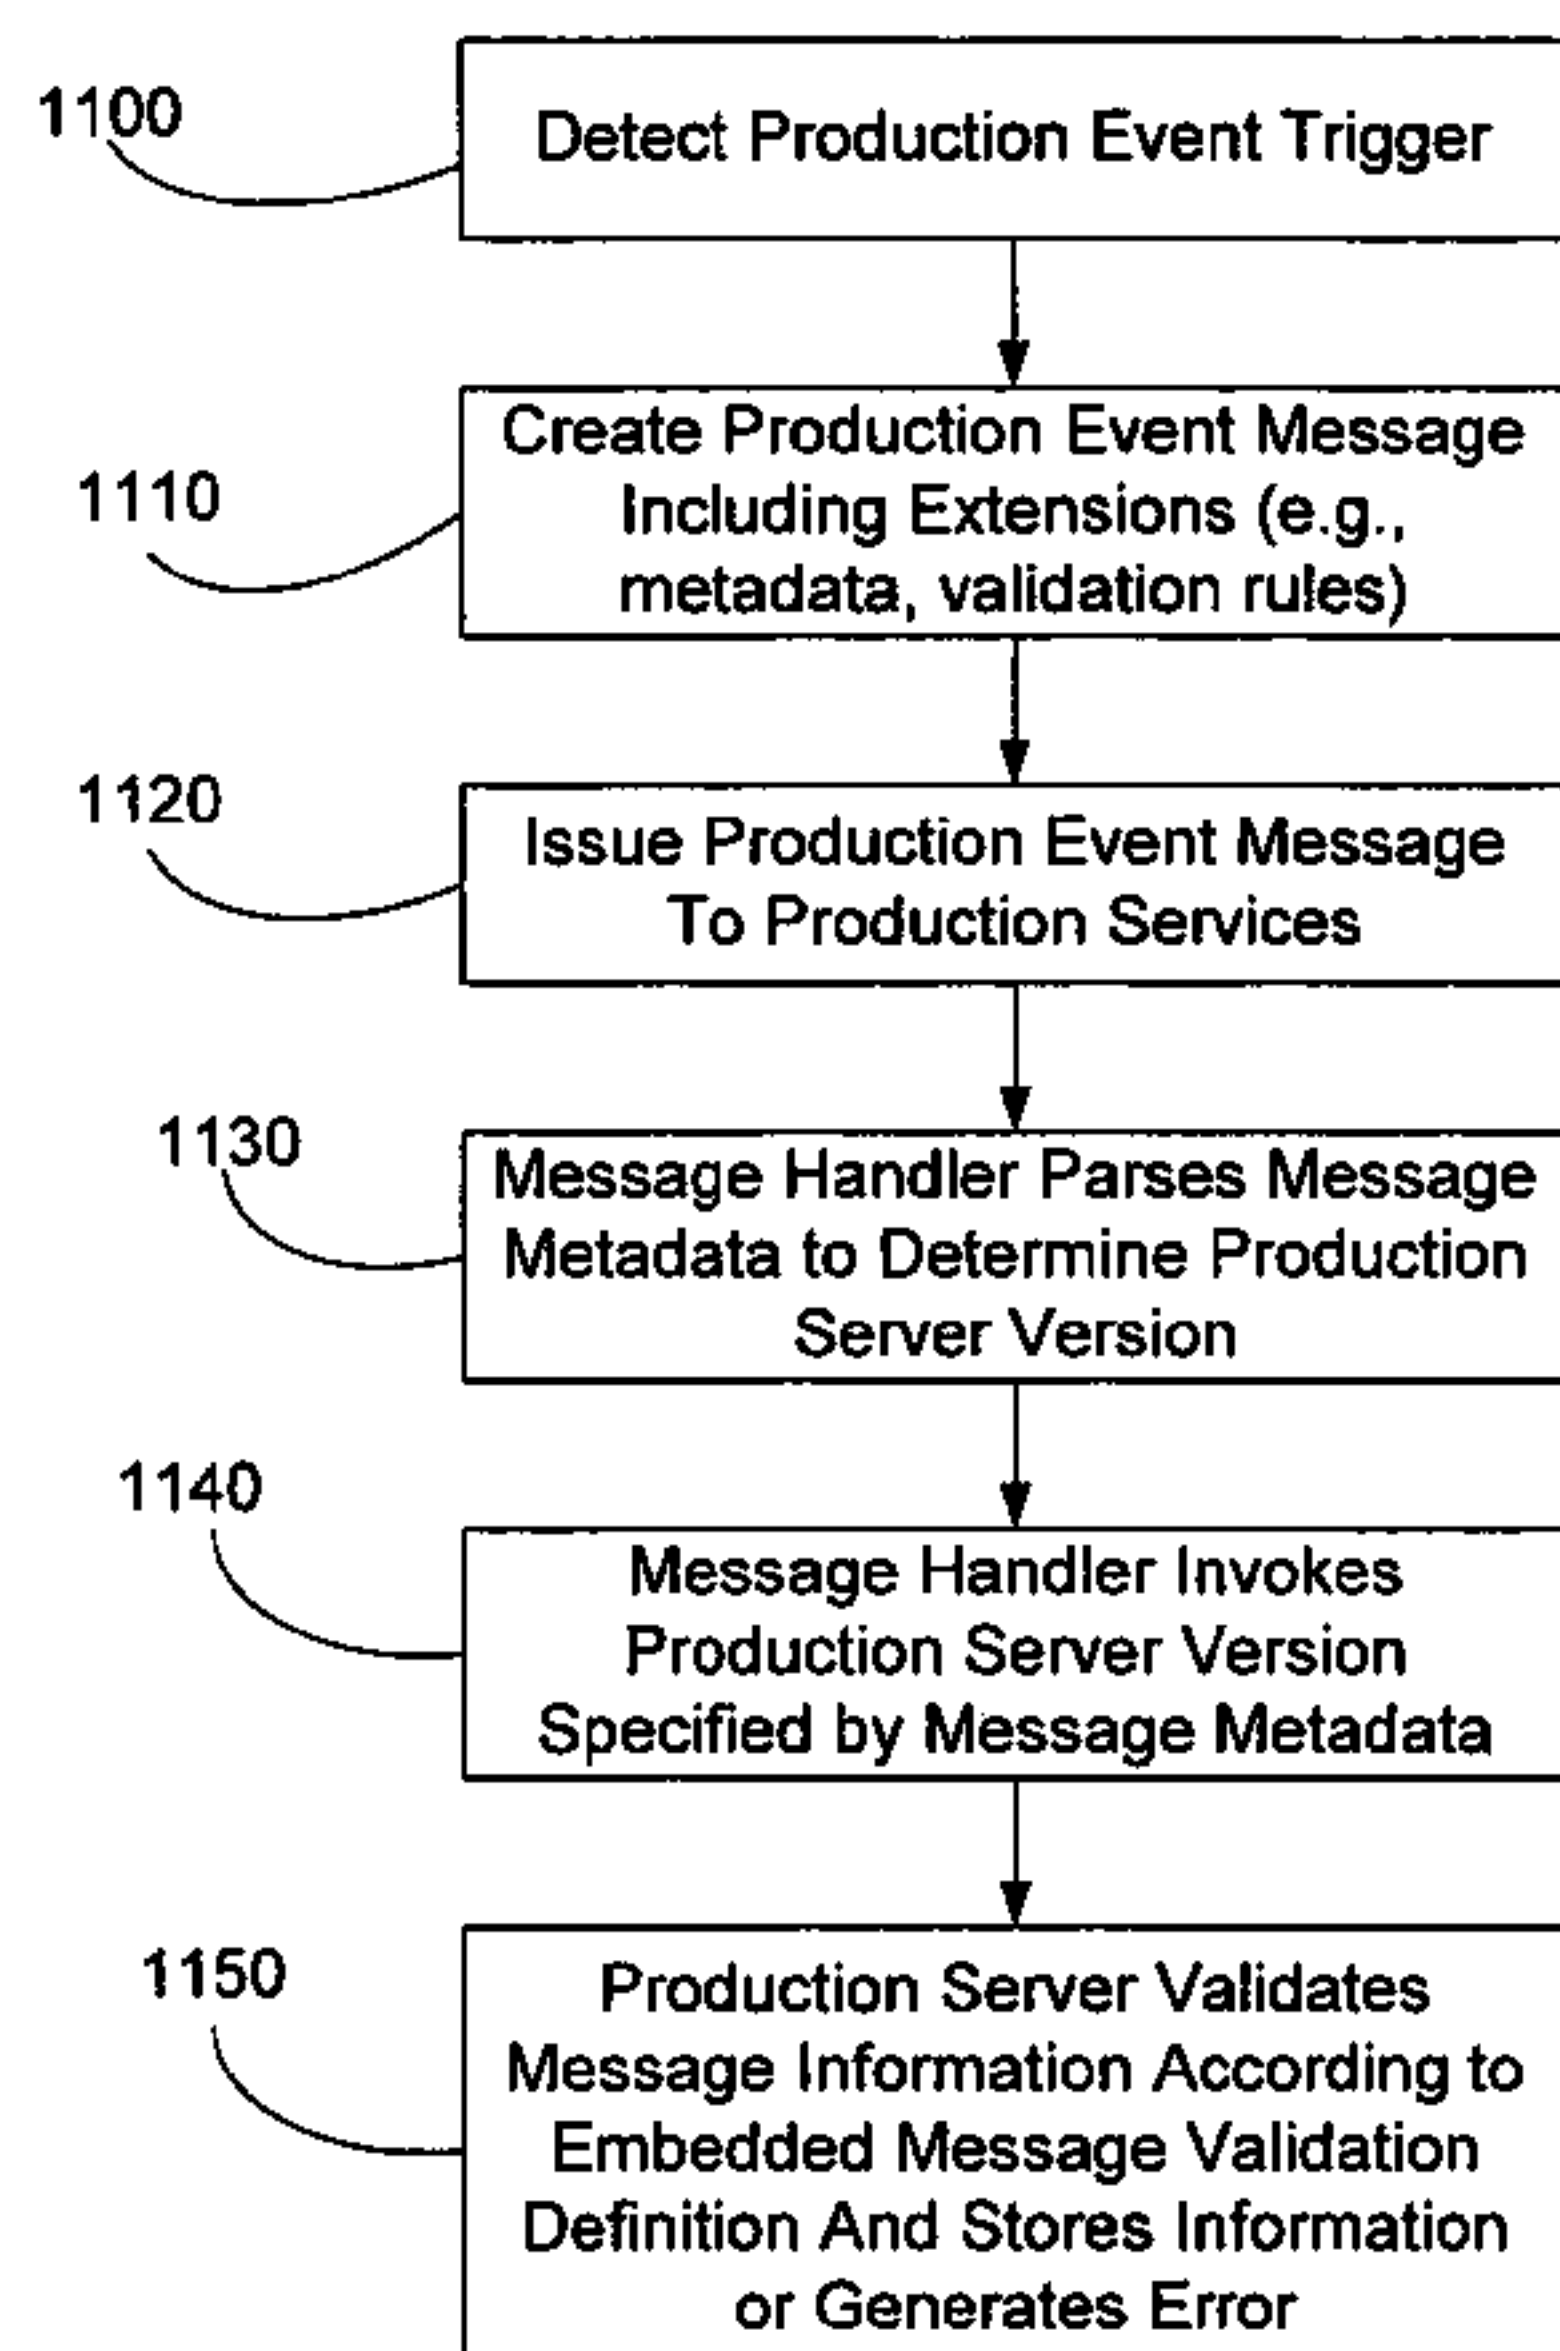 1100
Detect Production Event Trigger
1110
Create Production Event Message
Including Extensions (e.g.,
metadata, validation rules)
1120
Issue Production Event Message
To Production Services
1130
Message Handler Parses Message
Metadata to Determine Production
Server Version
1140
Message Handler Invokes
Production Server Version
Specified by Message Metadata
1150
Production Server Validates
Message Information According to
Embedded Message Validation
Definition And Stores Information
or Generates Error